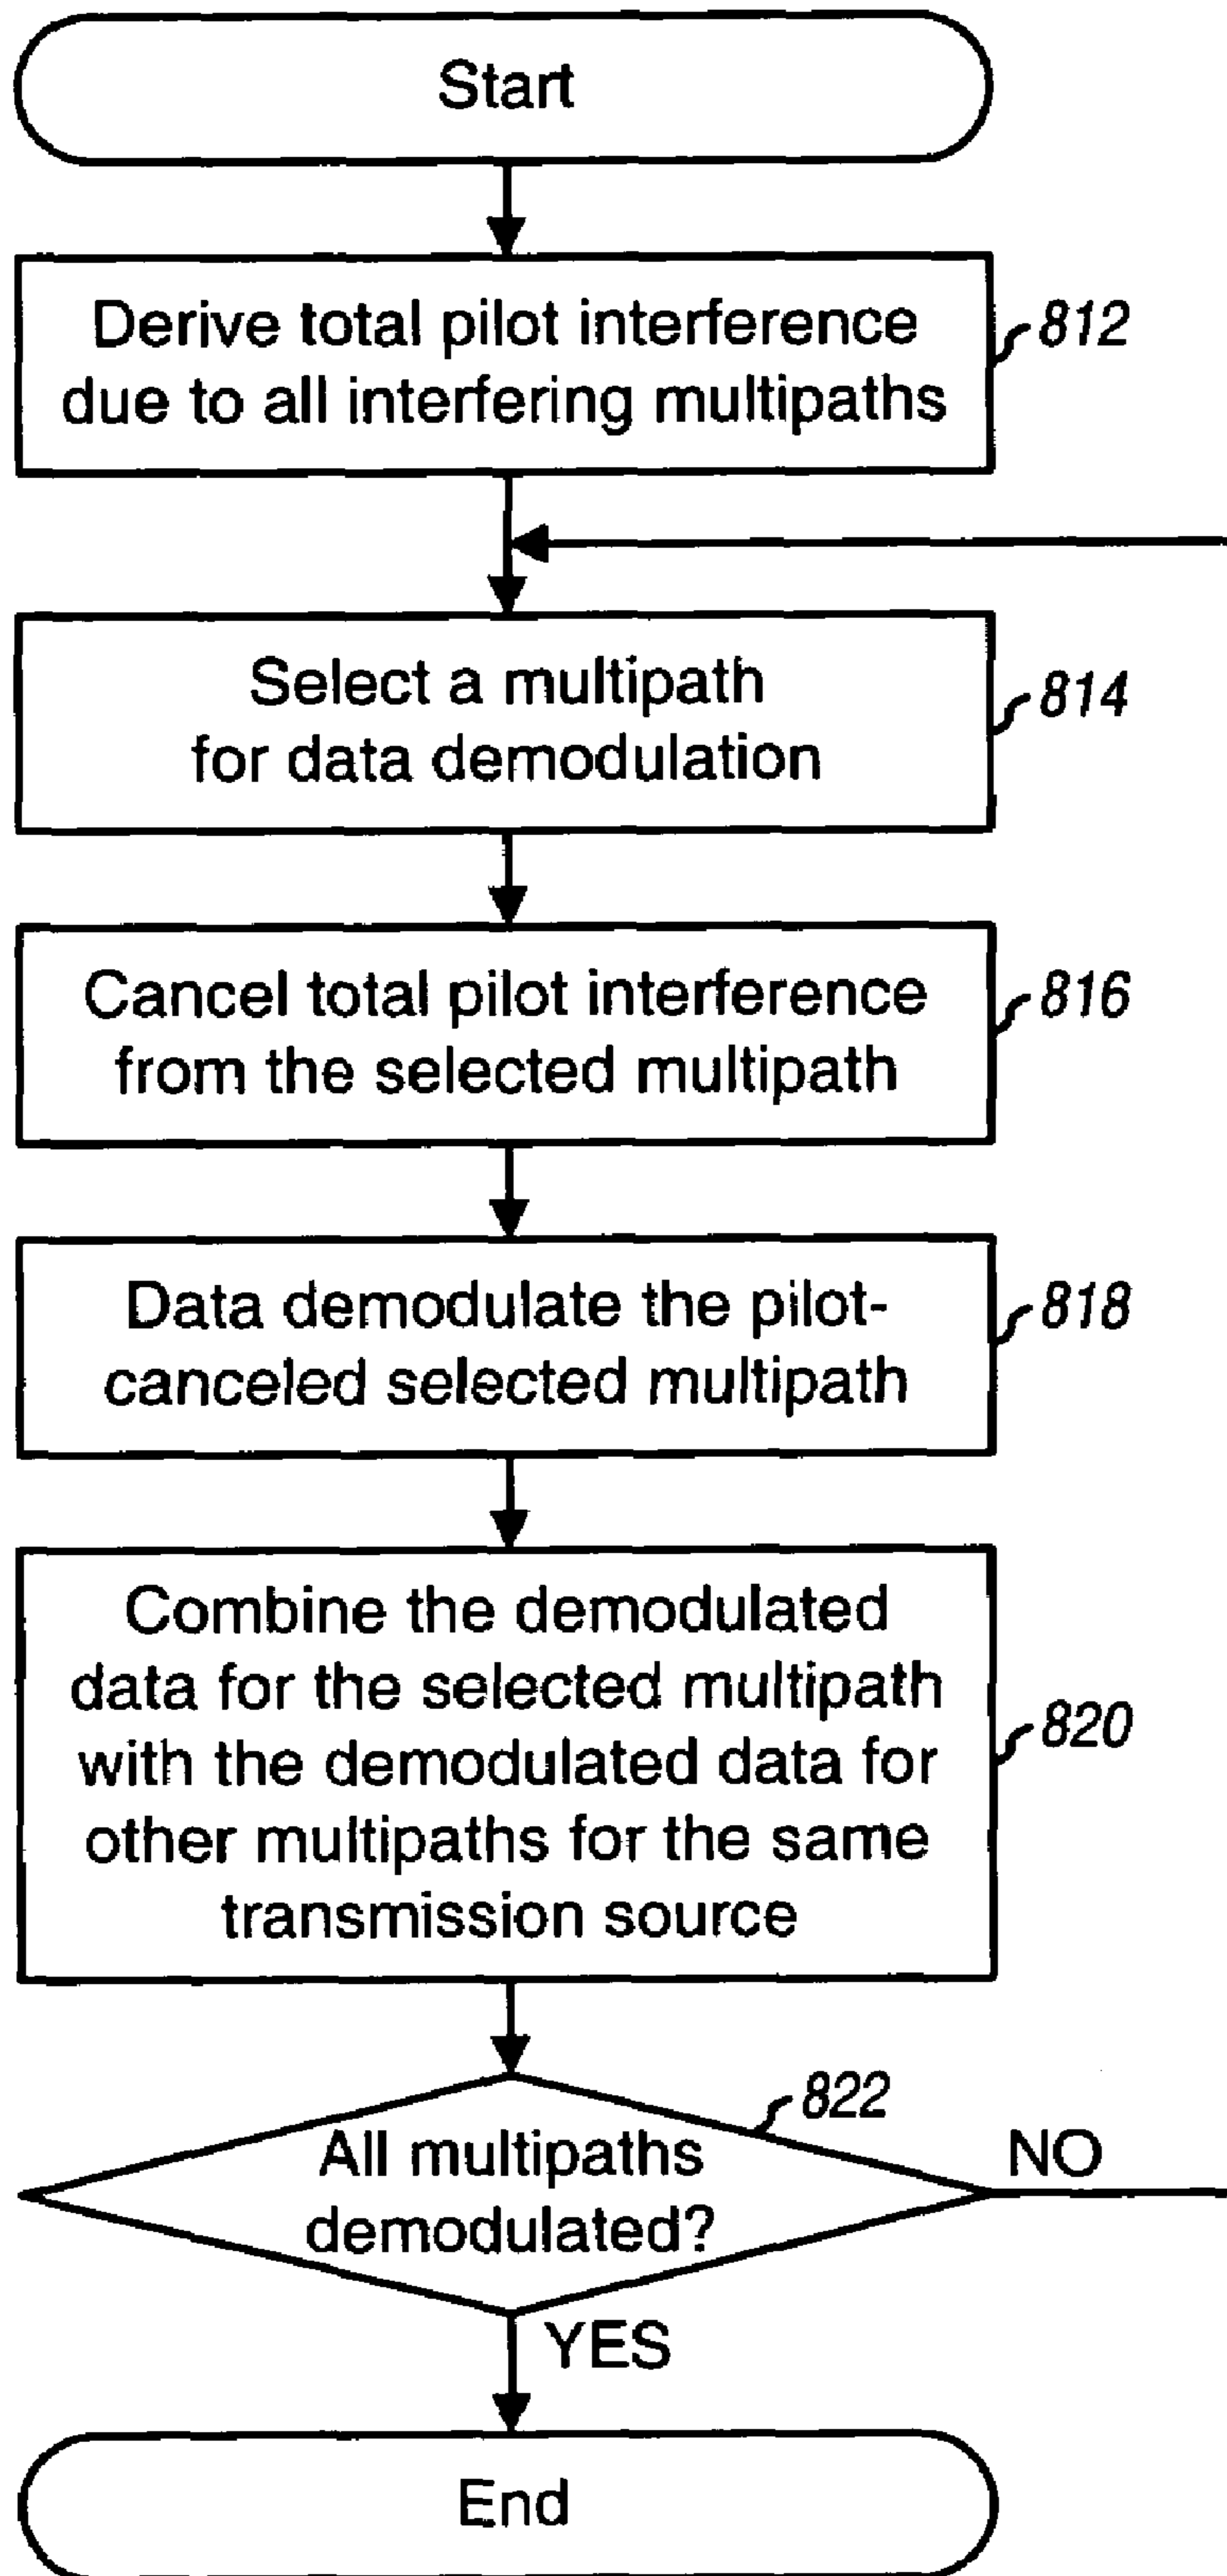 Start
Derive total pilot interference
due to all interfering multipaths
812
Select a multipath
for data demodulation
814
Cancel total pilot interference
from the selected multipath
816
Data demodulate the pilot-
canceled selected multipath
818
Combine the demodulated
data for the selected multipath
with the demodulated data for
other multipaths for the same
transmission source
820
822
All multipaths
demodulated?
NO
YES
End